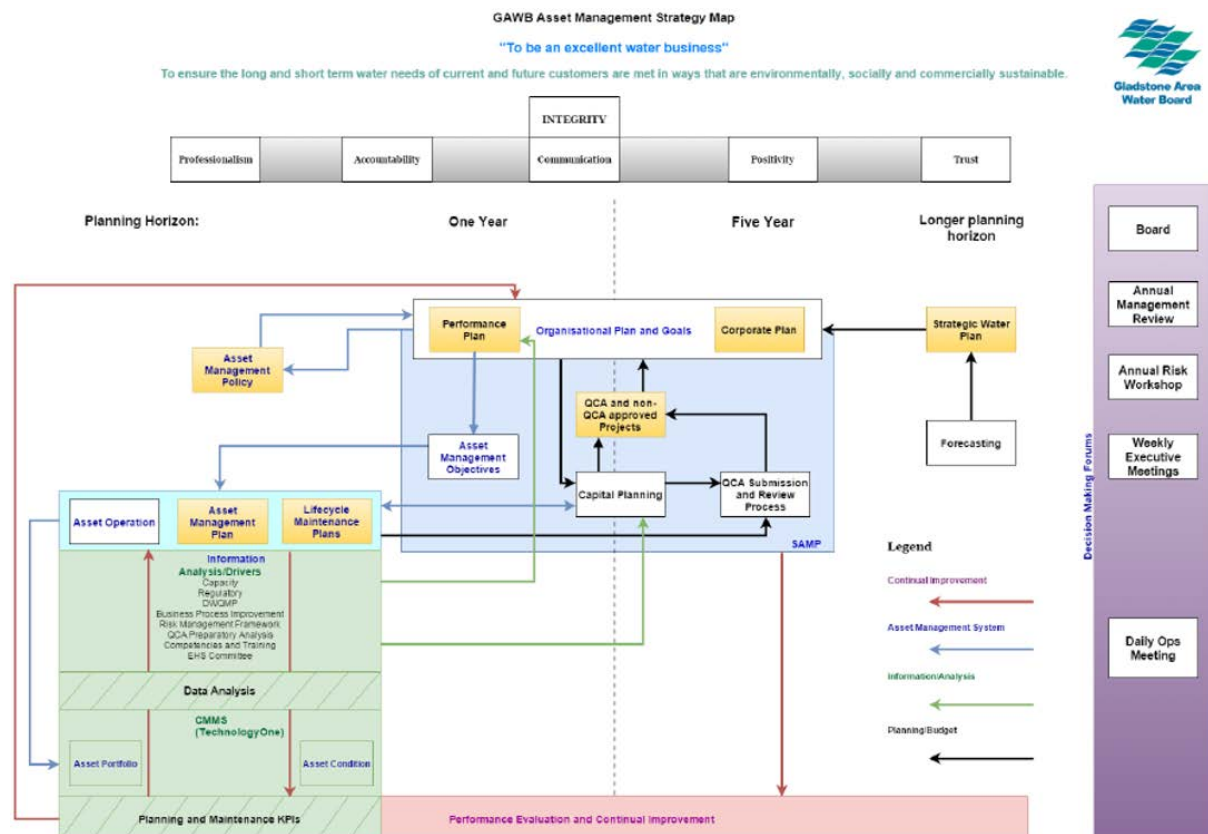 GAWB Asset Management Strategy Map
"To be an excellent water business"
To ensure the long and short term water needs of current and future customers are met in ways that are environmentally, socially and commercially sustainable.
Gladstone Area
Water Board
INTEGRITY
Professionalism
Accountability
Communication
Positivity
Trust
Planning Horizon:
One Year
Five Year
Longer planning
horizon
Board
Annual
Management
Review
Annual Risk
Workshop
Weekly
Executive
Meetings
Daily Ops
Meeting
Decision Making Forums
Performance
Plan
Organisational Plan and Goals
Corporate Plan
Strategic Water
Plan
Asset
Management
Policy
QCA and non-
QCA approved
Projects
Forecasting
Asset
Management
Objectives
Capital Planning
QCA Submission
and Review
Process
SAMP
Asset Operation
Asset
Management
Plan
Lifecycle
Maintenance
Plans
Information
Analysis/Drivers
Capacity
Regulatory
DWQMP
Business Process Improvement
Risk Management Framework
QCA Preparatory Analysis
Competencies and Training
EHS Committee
Data Analysis
CMMS
(TechnologyOne)
Asset Portfolio
Asset Condition
Planning and Maintenance KPIs
Performance Evaluation and Continual Improvement
Legend
Continual Improvement
Asset Management System
Information/Analysis
Planning/Budget